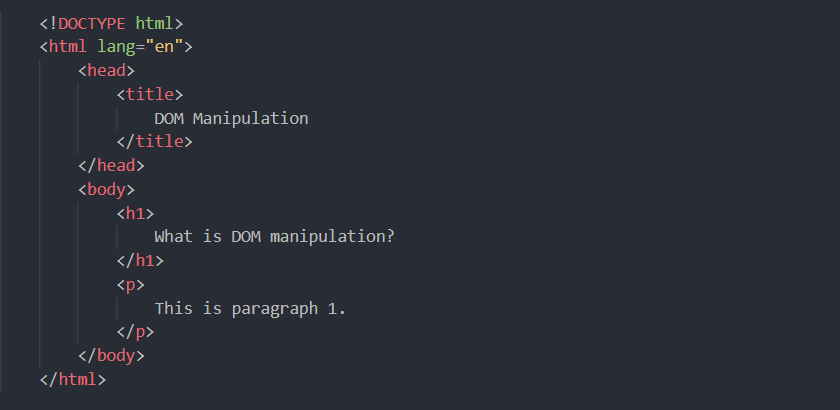 <!DOCTYPE html>
<html lang="en">
    <head>
        <title>
            DOM Manipulation
        </title>
    </head>
    <body>
        <h1>
            What is DOM manipulation?
        </h1>
        <p>
            This is paragraph 1.
        </p>
    </body>
</html>